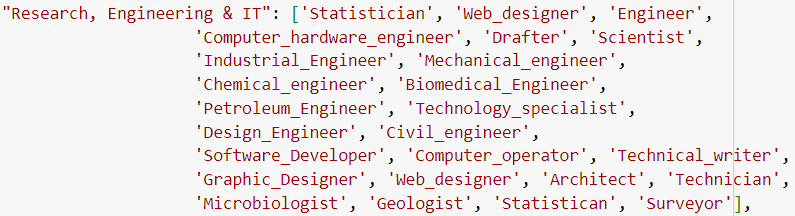 "Research, Engineering & IT": ['Statistician', 'Web_designer', 'Engineer',
'Computer_hardware_engineer', 'Drafter', 'Scientist',
'Industrial_Engineer', 'Mechanical_engineer',
'Chemical_engineer', 'Biomedical_Engineer',
'Petroleum_Engineer', 'Technology_specialist',
'Design_Engineer', 'Civil_engineer',
'Software_Developer', 'Computer_operator', 'Technical_writer',
'Graphic_Designer', 'Web_designer', 'Architect', 'Technician',
'Microbiologist', 'Geologist', 'Statistican', 'Surveyor'],